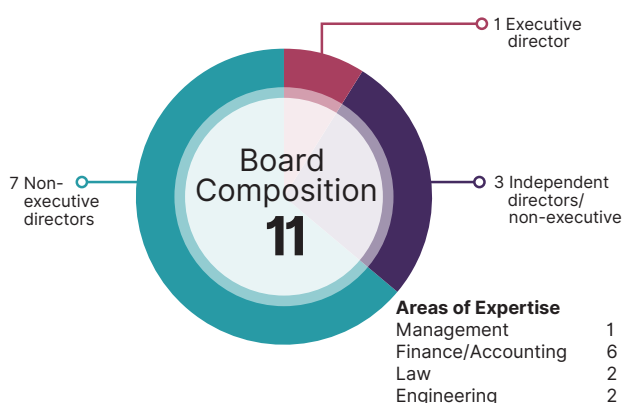 1 Executive
director
7 Non-
executive
directors
Board
Composition
11
3 Independent
directors/
non-executive
Areas of Expertise
Management 1
Finance/Accounting 6
Law 2
Engineering 2